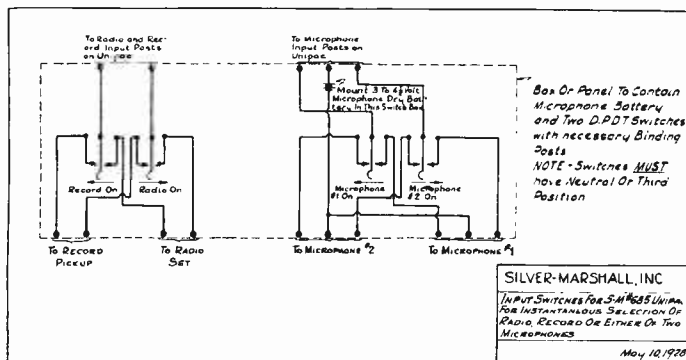 To Radio and Rec-
ord Input Posts
on Unipac
To Microphone
Input Posts on
Unipac
Mount 3 To 4½ Volt
Microphone Dry Bat-
tery In This Switch Box
Box Or Panel To Contain
Microphone Battery
and Two D.P.D.T Switches
with necessary Binding
Posts
NOTE - Switches MUST
have Neutral Or Third
Position
Record On
Radio On
Microphone
#1 On
Microphone
#2 On
To Record
Pickup
To Radio
Set
To Microphone #2
To Microphone #1
SILVER-MARSHALL, INC
Input Switches For S-M #685 Unipac
For Instantanious Selection Of
Radio, Record Or Either Of Two
Microphones
May 10, 1928